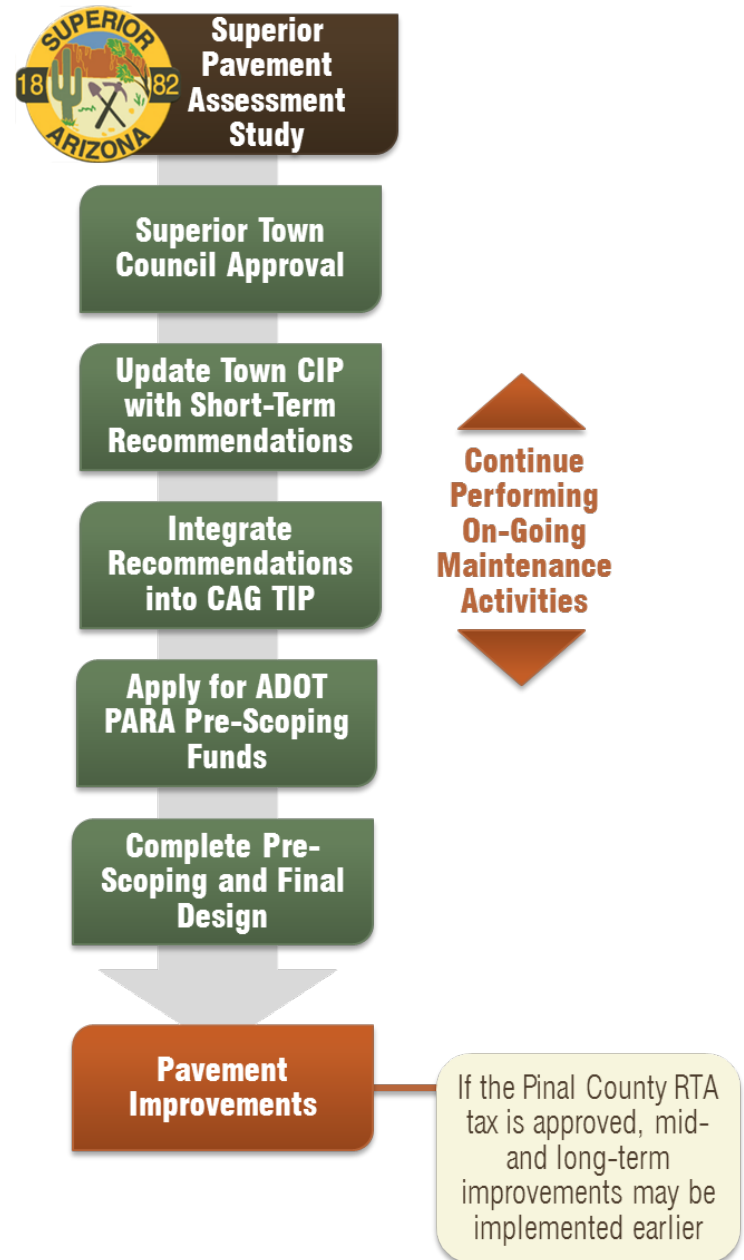 SUPERIOR
18 82
ARIZONA
Superior
Pavement
Assessment
Study
Superior Town
Council Approval
Update Town CIP
with Short-Term
Recommendations
Integrate
Recommendations
into CAG TIP
Apply for ADOT
PARA Pre-Scoping
Funds
Complete Pre-
Scoping and Final
Design
Continue
Performing
On-Going
Maintenance
Activities
Pavement
Improvements
If the Pinal County RTA
tax is approved, mid-
and long-term
improvements may be
implemented earlier